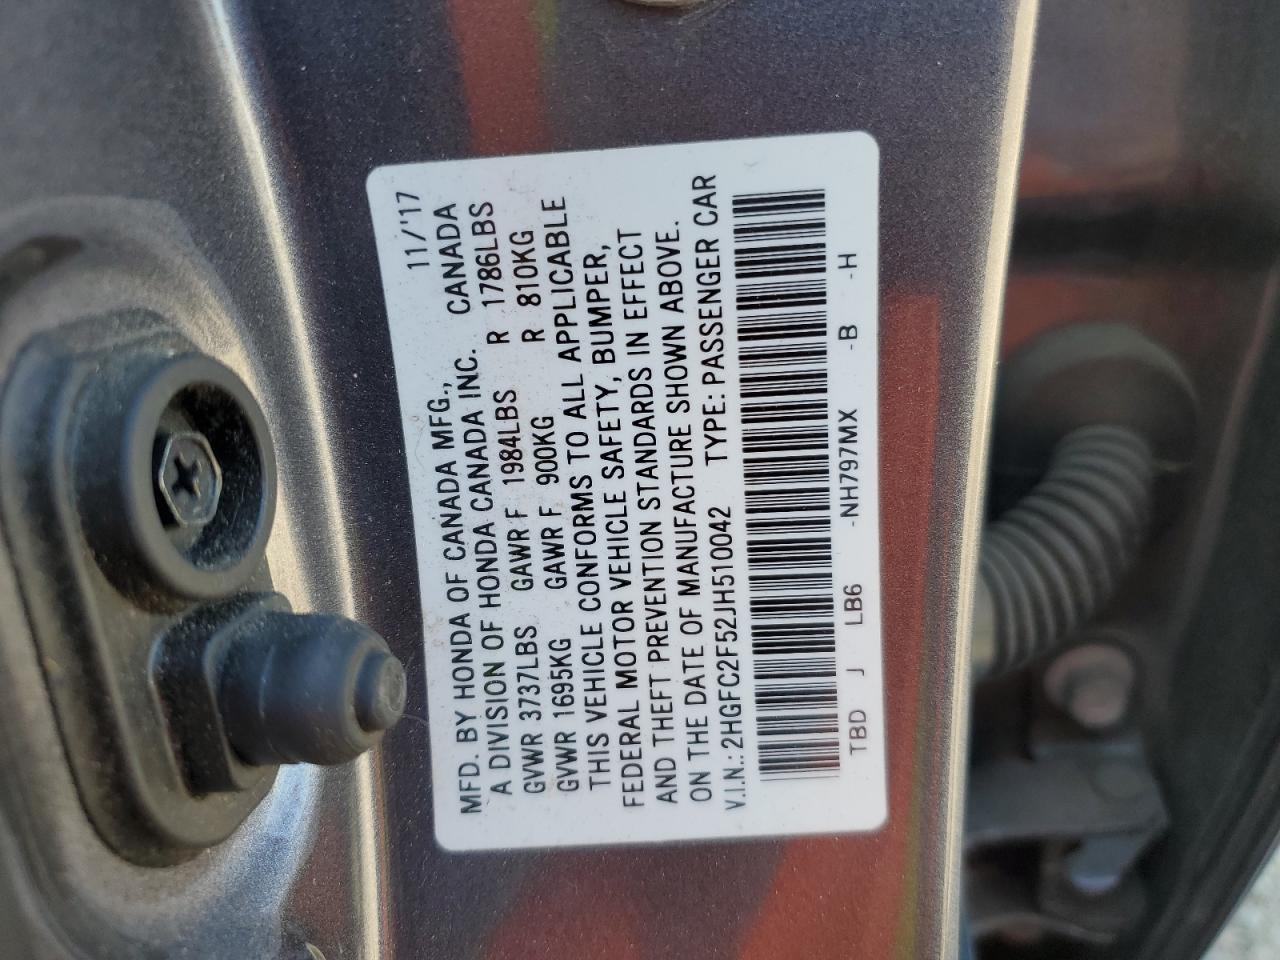 MFD. BY HONDA OF CANADA MFG., 11/'17
A DIVISION OF HONDA CANADA INC. CANADA
GVWR 3737LBS GAWR F 1984LBS R 1786LBS
GVWR 1695KG GAWR F 900KG R 810KG
THIS VEHICLE CONFORMS TO ALL APPLICABLE
FEDERAL MOTOR VEHICLE SAFETY, BUMPER,
AND THEFT PREVENTION STANDARDS IN EFFECT
ON THE DATE OF MANUFACTURE SHOWN ABOVE.
V.I.N.: 2HGFC2F52JH510042 TYPE: PASSENGER CAR
TBD J LB6 -NH797MX -B -H